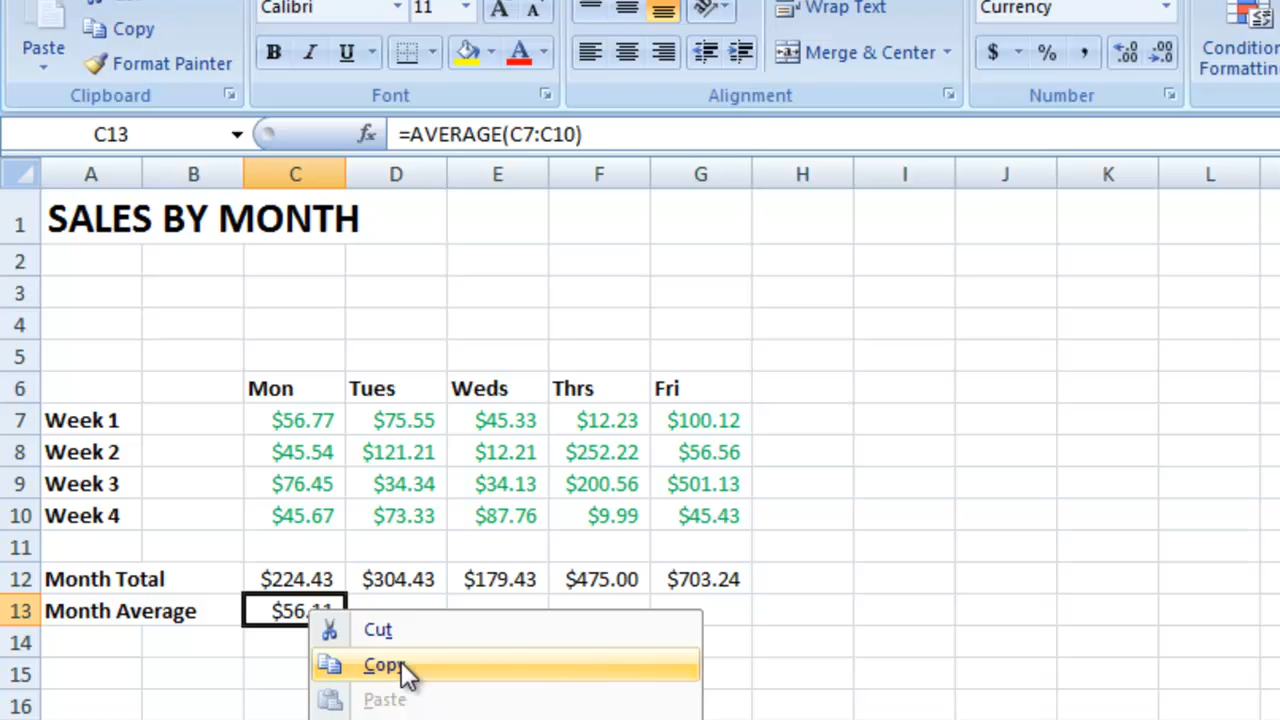 Calibri 11 Wrap Text Currency
Copy
Paste Format Painter B I U A Merge & Center $ % , .0 .00 .00 .0
Clipboard Font Alignment Number
C13 fx =AVERAGE(C7:C10)
A B C D E F G H I J K L
1 SALES BY MONTH
2
3
4
5
6 Mon Tues Weds Thrs Fri
7 Week 1 $56.77 $75.55 $45.33 $12.23 $100.12
8 Week 2 $45.54 $121.21 $12.21 $252.22 $56.56
9 Week 3 $76.45 $34.34 $34.13 $200.56 $501.13
10 Week 4 $45.67 $73.33 $87.76 $9.99 $45.43
11
12 Month Total $224.43 $304.43 $179.43 $475.00 $703.24
13 Month Average $56.11
14 Cut
15 Copy
16 Paste